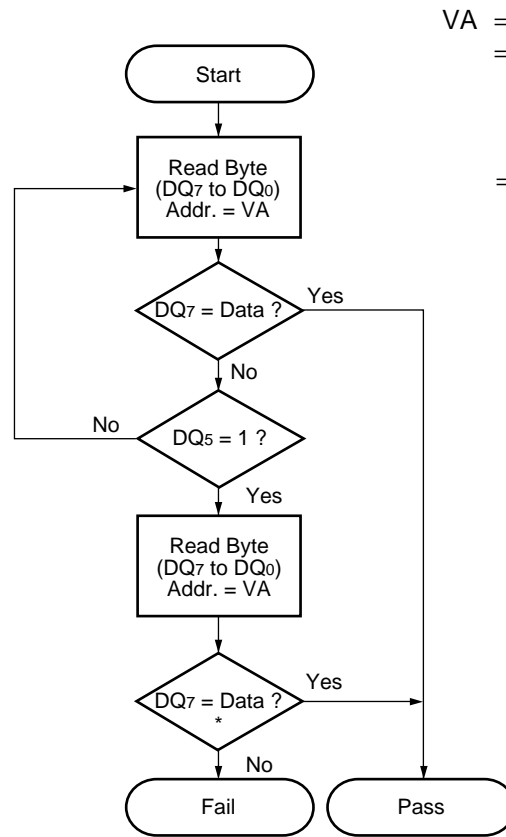 VA =
=
=
Start
Read Byte
(DQ7 to DQ0)
Addr. = VA
DQ7 = Data ?
Yes
No
DQ5 = 1 ?
No
Yes
Read Byte
(DQ7 to DQ0)
Addr. = VA
DQ7 = Data ?
*
Yes
No
Fail
Pass